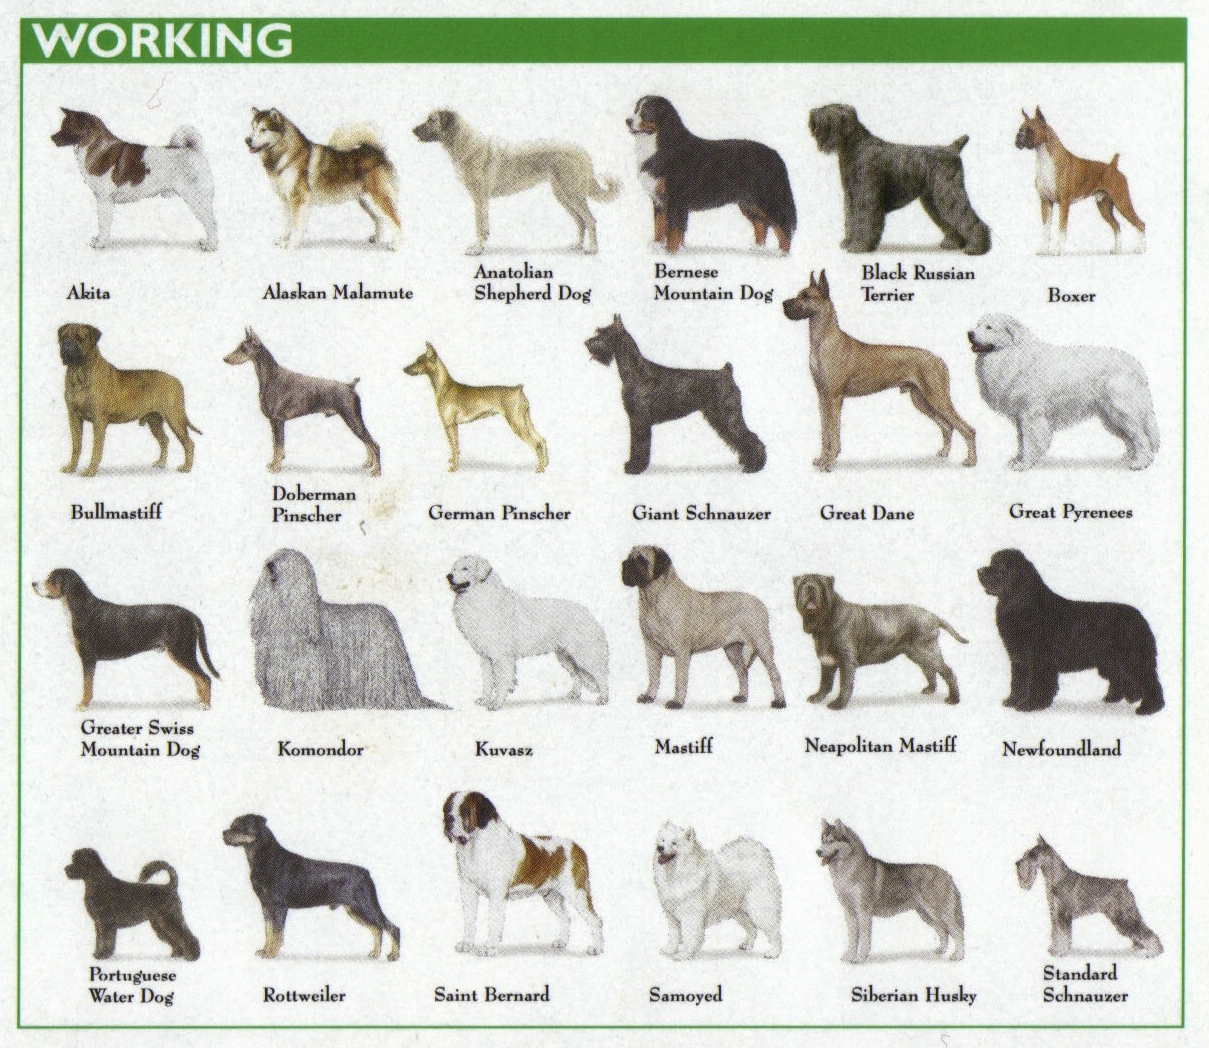 WORKING
Akita
Alaskan Malamute
Anatolian
Shepherd Dog
Bernese
Mountain Dog
Black Russian
Terrier
Boxer
Bullmastiff
Doberman
Pinscher
German Pinscher
Giant Schnauzer
Great Dane
Great Pyrenees
Greater Swiss
Mountain Dog
Komondor
Kuvasz
Mastiff
Neapolitan Mastiff
Newfoundland
Portuguese
Water Dog
Rottweiler
Saint Bernard
Samoyed
Siberian Husky
Standard
Schnauzer